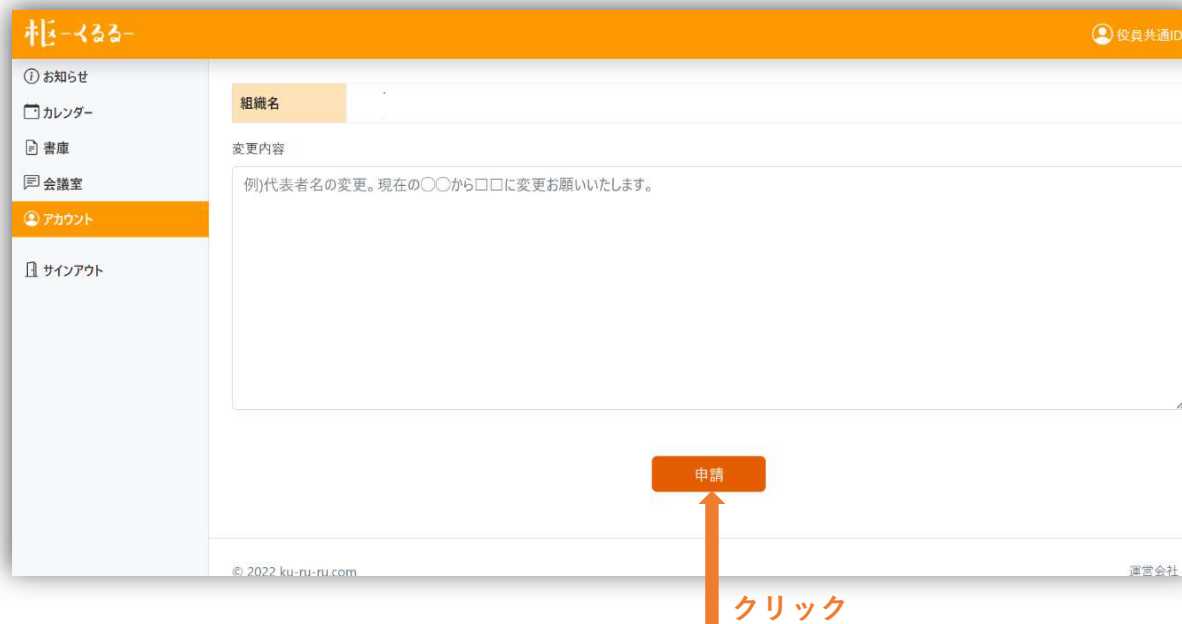 枢-くるる-
役員共通ID
お知らせ
カレンダー
書庫
会議室
アカウント
サインアウト
組織名
変更内容
例)代表者名の変更。現在の〇〇から□□に変更お願いいたします。
申請
© 2022 ku-ru-ru.com
運営会社
クリック